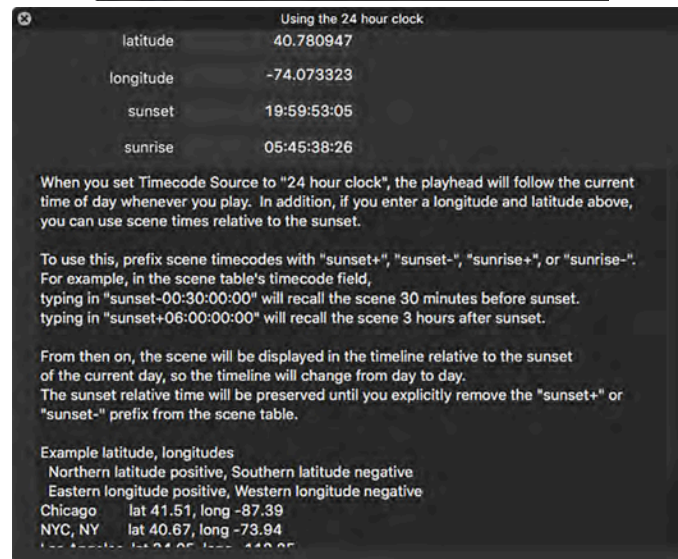 Using the 24 hour clock
latitude 40.780947
longitude -74.073323
sunset 19:59:53:05
sunrise 05:45:38:26
When you set Timecode Source to "24 hour clock", the playhead will follow the current
time of day whenever you play. In addition, if you enter a longitude and latitude above,
you can use scene times relative to the sunset.
To use this, prefix scene timecodes with "sunset+", "sunset-", "sunrise+", or "sunrise-".
For example, in the scene table's timecode field,
typing in "sunset-00:30:00:00" will recall the scene 30 minutes before sunset.
typing in "sunset+06:00:00:00" will recall the scene 3 hours after sunset.
From then on, the scene will be displayed in the timeline relative to the sunset
of the current day, so the timeline will change from day to day.
The sunset relative time will be preserved until you explicitly remove the "sunset+" or
"sunset-" prefix from the scene table.
Example latitude, longitudes
Northern latitude positive, Southern latitude negative
Eastern longitude positive, Western longitude negative
Chicago lat 41.51, long -87.39
NYC, NY lat 40.67, long -73.94